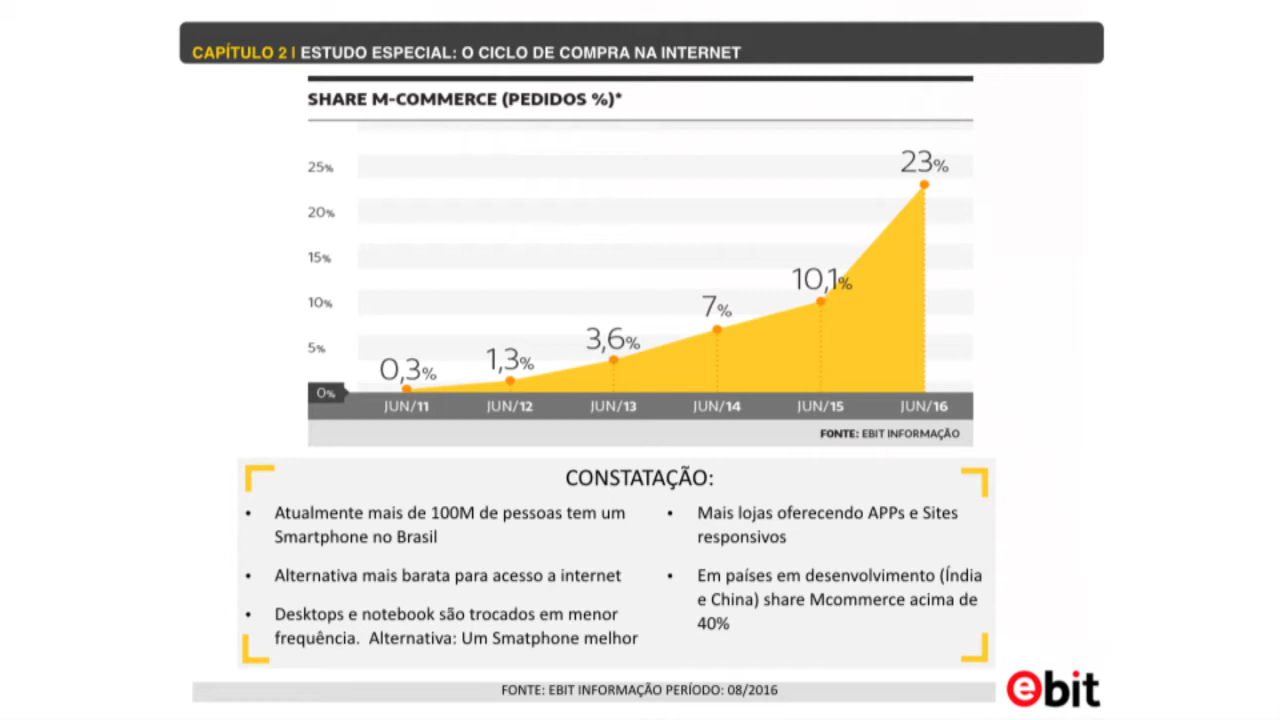 CAPÍTULO 2 I ESTUDO ESPECIAL: O CICLO DE COMPRA NA INTERNET
SHARE M-COMMERCE (PEDIDOS %)*
25%
20%
15%
10%
5%
0%
0,3%
1,3%
3,6%
7%
10,1%
23%
JUN/11 JUN/12 JUN/13 JUN/14 JUN/15 JUN/16
FONTE: EBIT INFORMAÇÃO
CONSTATAÇÃO:
• Atualmente mais de 100M de pessoas tem um
Smartphone no Brasil
• Alternativa mais barata para acesso a internet
• Desktops e notebook são trocados em menor
frequência. Alternativa: Um Smatphone melhor
• Mais lojas oferecendo APPs e Sites
responsivos
• Em países em desenvolvimento (Índia
e China) share Mcommerce acima de
40%
FONTE: EBIT INFORMAÇÃO PERÍODO: 08/2016
ebit